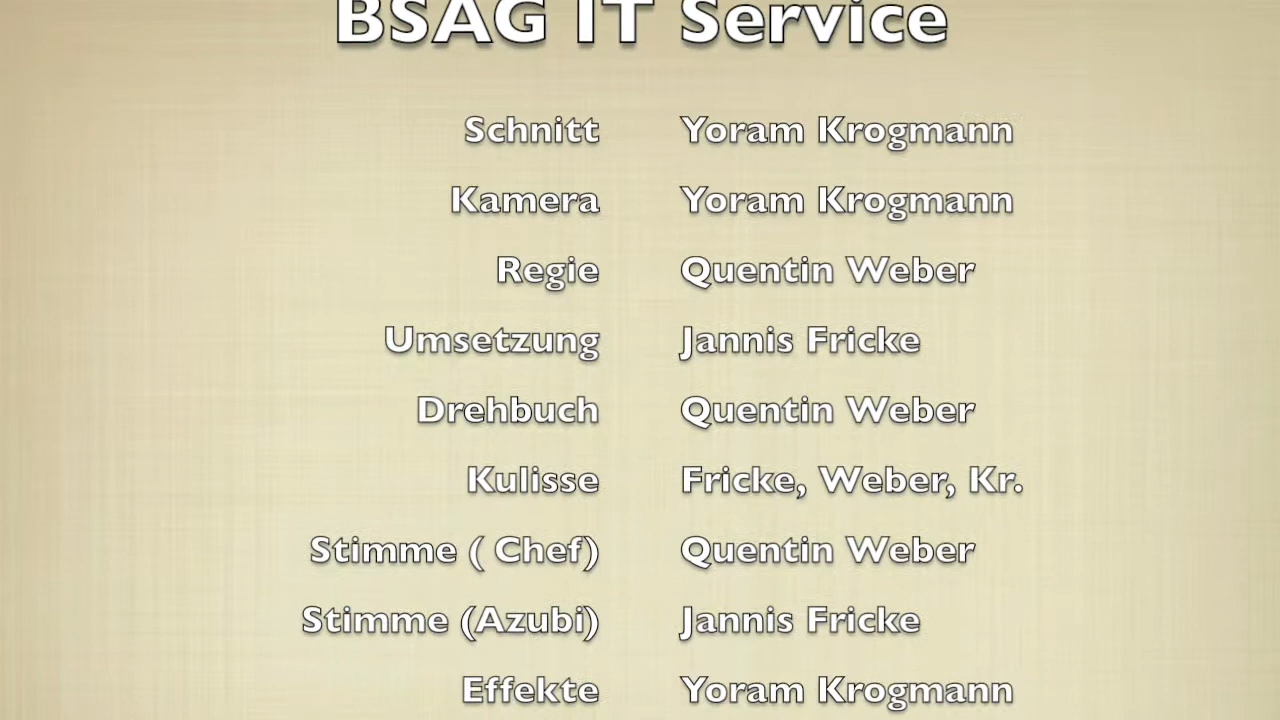 BSAG IT Service
Schnitt Yoram Krogmann
Kamera Yoram Krogmann
Regie Quentin Weber
Umsetzung Jannis Fricke
Drehbuch Quentin Weber
Kulisse Fricke, Weber, Kr.
Stimme ( Chef) Quentin Weber
Stimme (Azubi) Jannis Fricke
Effekte Yoram Krogmann